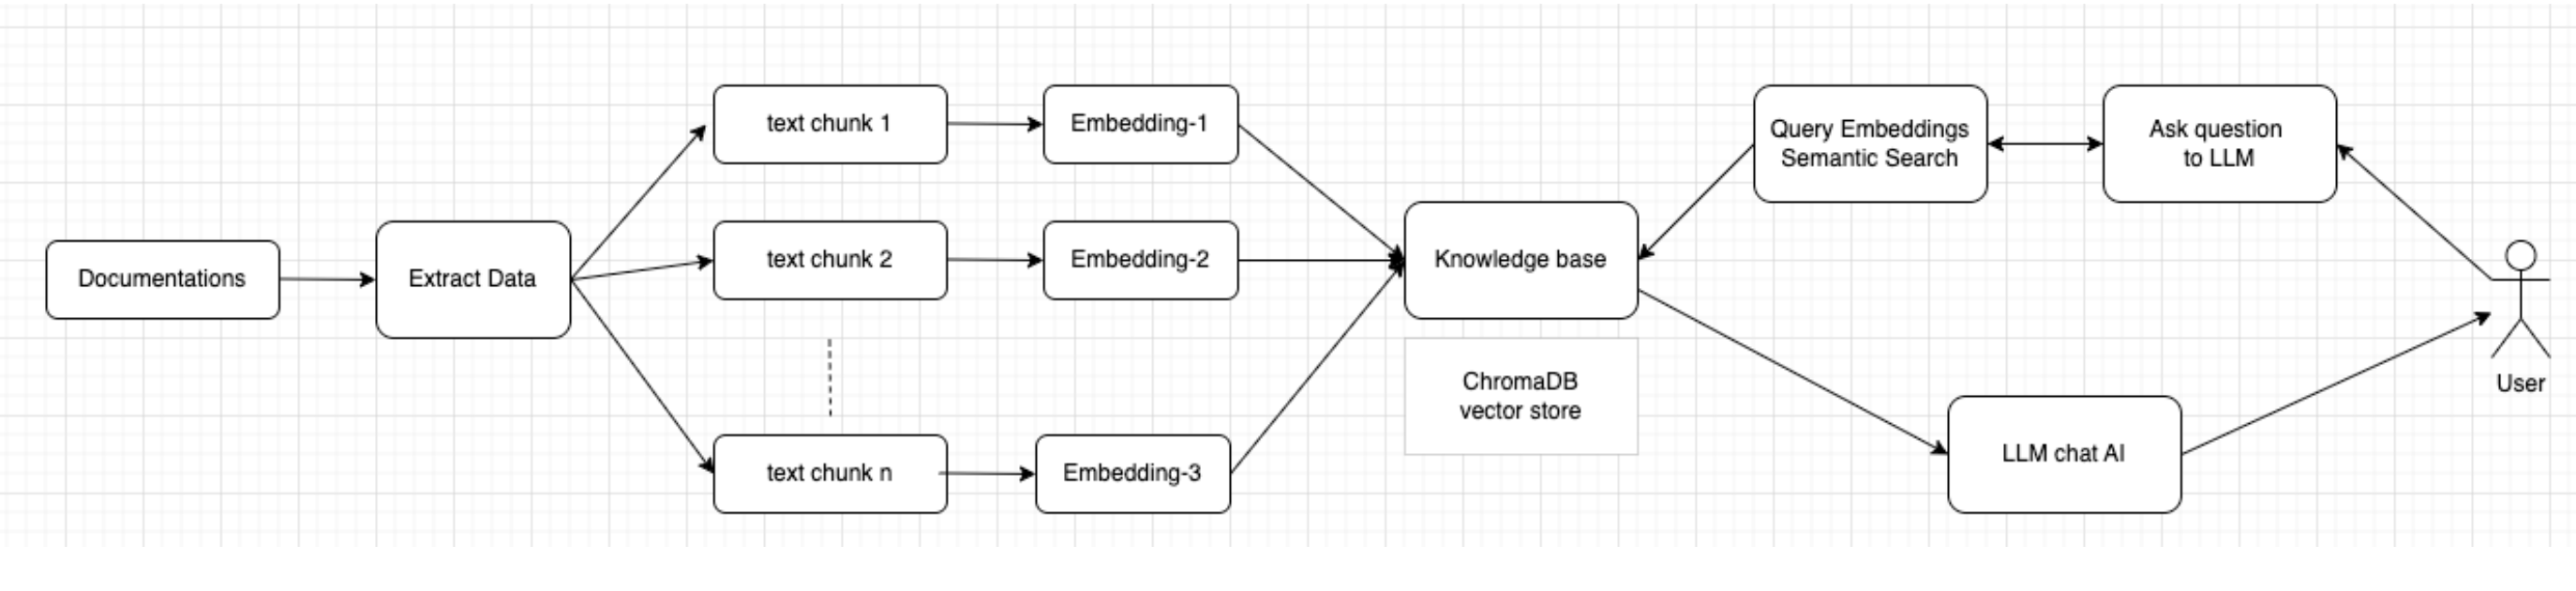 Documentations
Extract Data
text chunk 1
Embedding-1
text chunk 2
Embedding-2
text chunk n
Embedding-3
Knowledge base
ChromaDB
vector store
Query Embeddings
Semantic Search
Ask question
to LLM
LLM chat AI
User